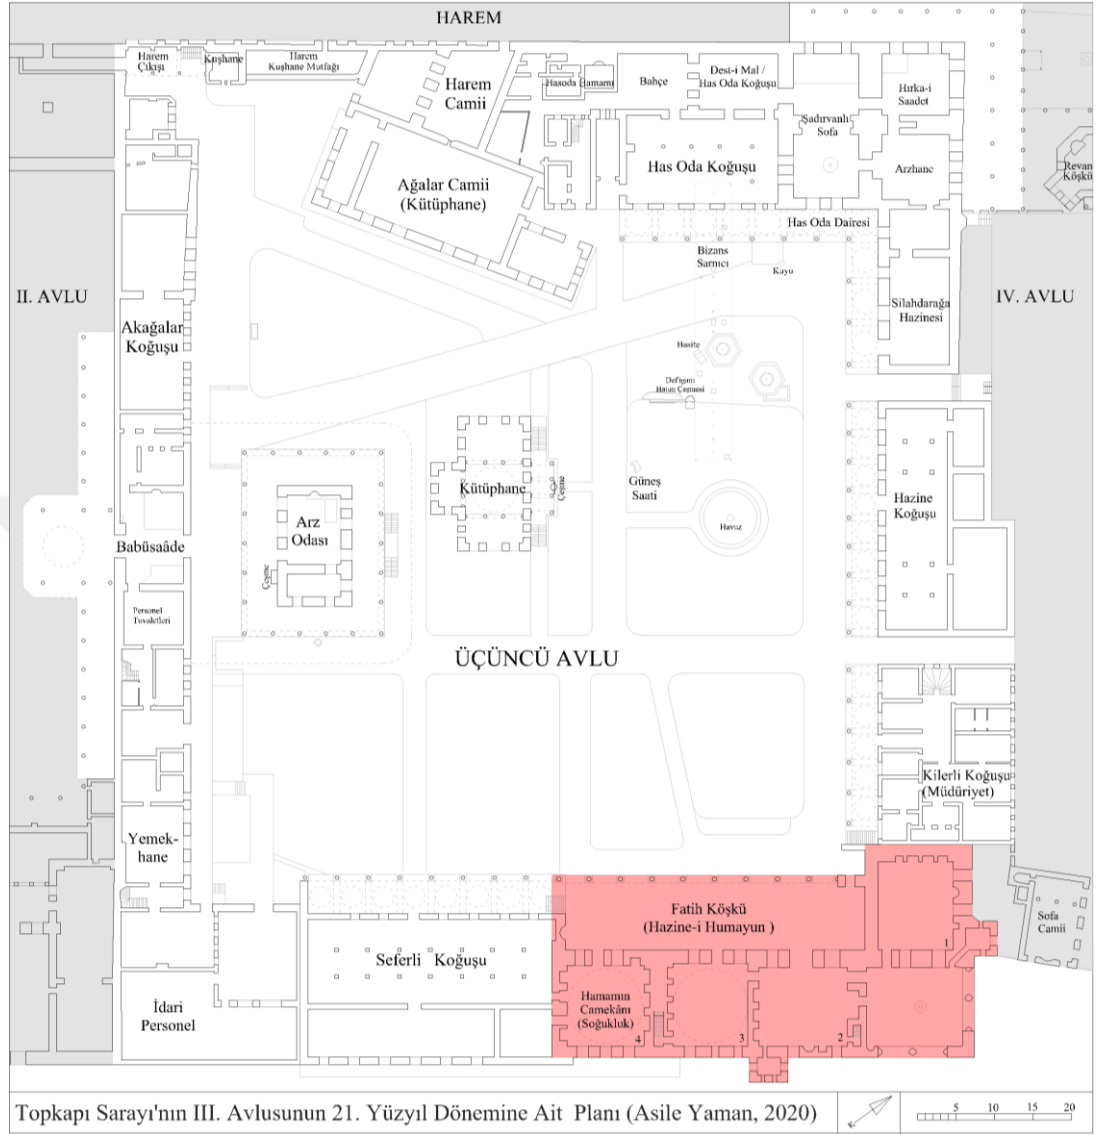 HAREM
Harem
Çıkışı
Kuşhane
Harem
Kuşhane Mutfağı
Harem
Camii
Hasoda Hamamı
Bahçe
Dest-i Mal /
Has Oda Koğuşu
Hırka-i
Saadet
Şadırvanlı
Sofa
Revan
Köşkü
Has Oda Koğuşu
Arzhane
Ağalar Camii
(Kütüphane)
Has Oda Dairesi
Bizans
Sarnıcı
Kuyu
II. AVLU
IV. AVLU
Silahdarağa
Hazinesi
Akağalar
Koğuşu
Basite
Hatun Çeşmesi
Kütüphane
Çeşme
Güneş
Saati
Hazine
Koğuşu
Arz
Odası
Havuz
Babüsaâde
Çeşme
Personel
Tuvaletleri
ÜÇÜNCÜ AVLU
Kilerli Koğuşu
(Müdüriyet)
Yemek-
hane
Fatih Köşkü
(Hazine-i Humayun )
1
Sofa
Camii
Seferli Koğuşu
Hamamın
Camekânı
(Soğukluk)
4
3
2
İdari
Personel
Topkapı Sarayı'nın III. Avlusunun 21. Yüzyıl Dönemine Ait Planı (Asile Yaman, 2020)
5 10 15 20